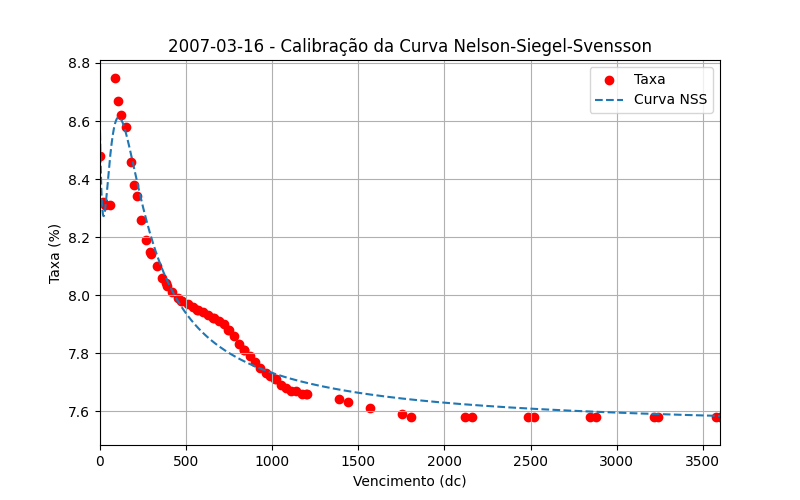 2007-03-16 - Calibração da Curva Nelson-Siegel-Svensson
Taxa
Curva NSS
Taxa (%)
8.8
8.6
8.4
8.2
8.0
7.8
7.6
0 500 1000 1500 2000 2500 3000 3500
Vencimento (dc)